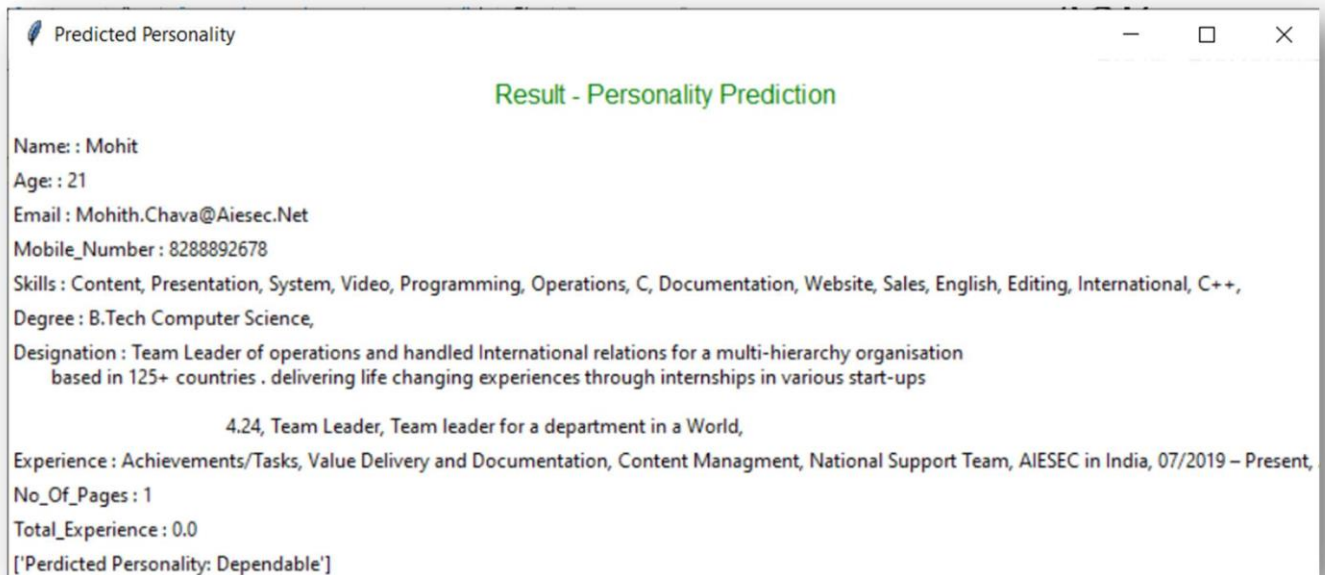 Predicted Personality
Result - Personality Prediction
Name: : Mohit
Age: : 21
Email : Mohith.Chava@Aiesec.Net
Mobile_Number : 8288892678
Skills : Content, Presentation, System, Video, Programming, Operations, C, Documentation, Website, Sales, English, Editing, International, C++,
Degree : B.Tech Computer Science,
Designation : Team Leader of operations and handled International relations for a multi-hierarchy organisation
based in 125+ countries . delivering life changing experiences through internships in various start-ups
4.24, Team Leader, Team leader for a department in a World,
Experience : Achievements/Tasks, Value Delivery and Documentation, Content Managment, National Support Team, AIESEC in India, 07/2019 – Present,
No_Of_Pages : 1
Total_Experience : 0.0
['Perdicted Personality: Dependable']